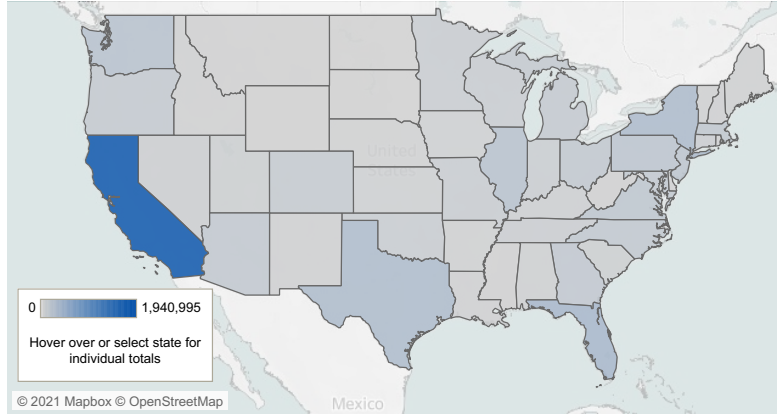 United
States
0
1,940,995
Hover over or select state for
individual totals
© 2021 Mapbox © OpenStreetMap
Mexico